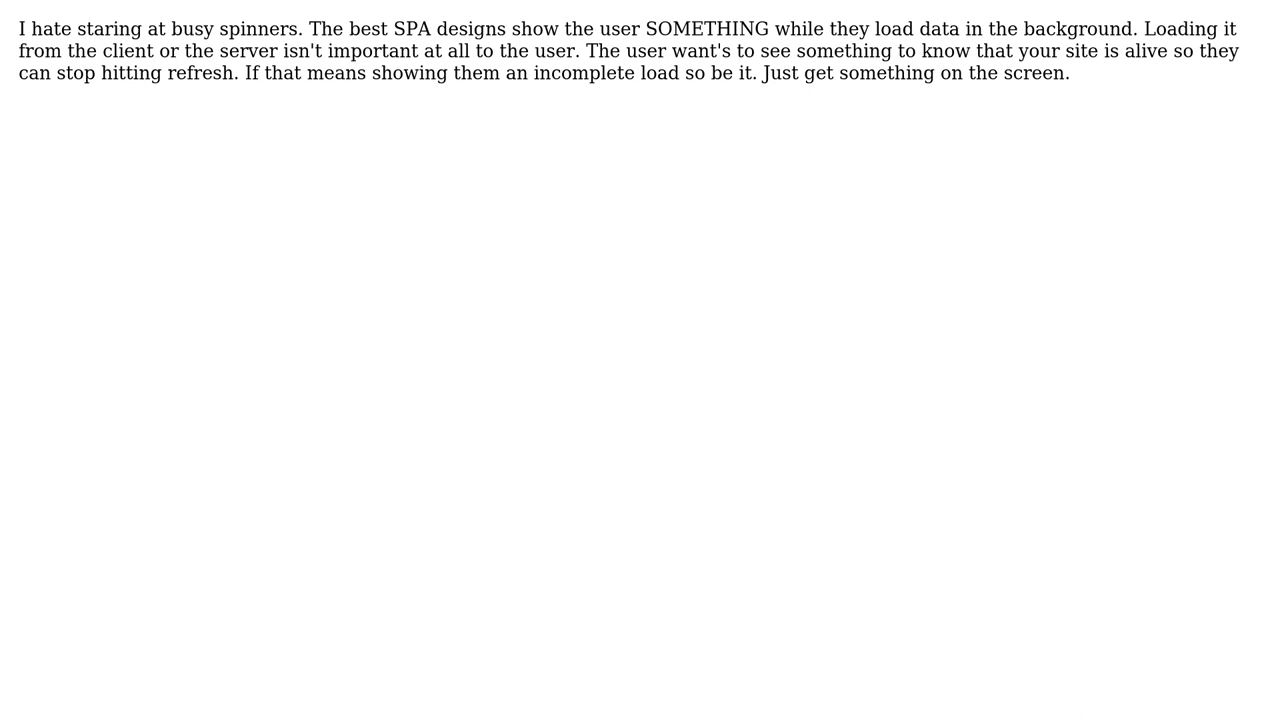 I hate staring at busy spinners. The best SPA designs show the user SOMETHING while they load data in the background. Loading it
from the client or the server isn't important at all to the user. The user want's to see something to know that your site is alive so they
can stop hitting refresh. If that means showing them an incomplete load so be it. Just get something on the screen.